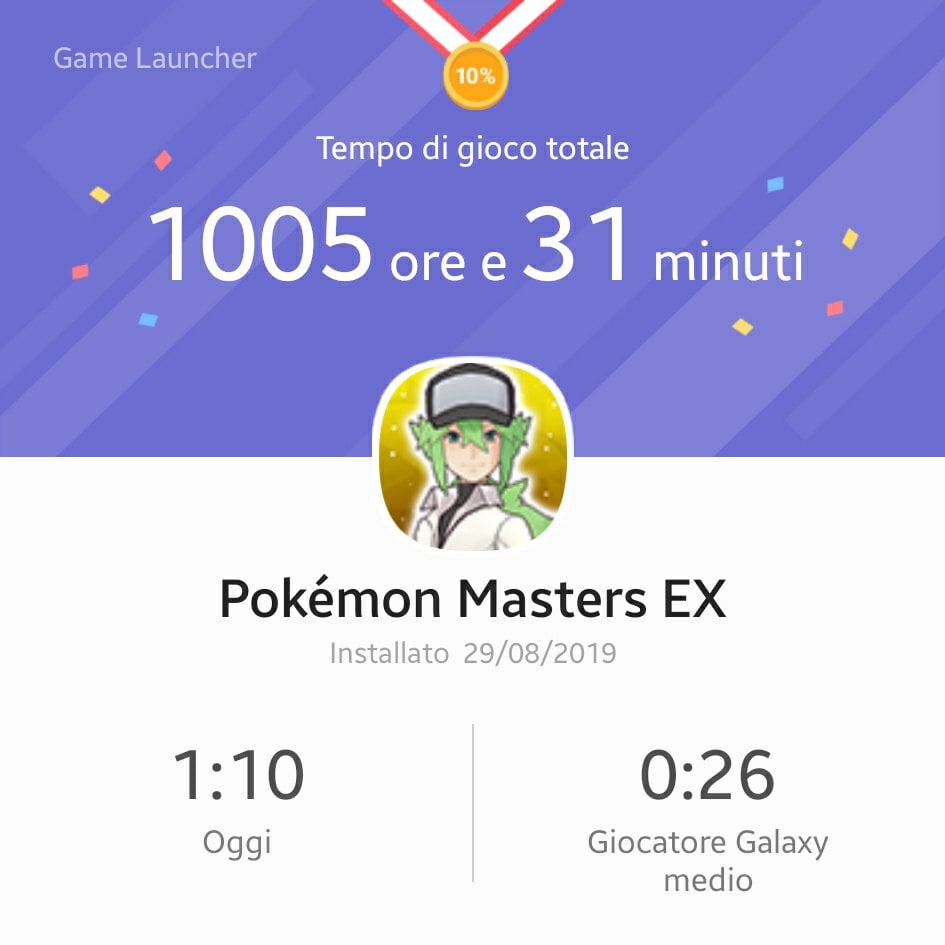 Game Launcher
10%
Tempo di gioco totale
1005 ore e 31 minuti
Pokémon Masters EX
Installato 29/08/2019
1:10
Oggi
0:26
Giocatore Galaxy
medio